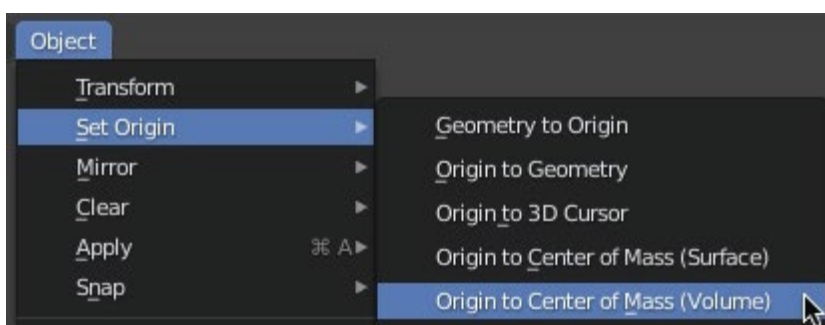 Object
Transform
Set Origin
Mirror
Clear
Apply ⌘ A
Snap
Geometry to Origin
Origin to Geometry
Origin to 3D Cursor
Origin to Center of Mass (Surface)
Origin to Center of Mass (Volume)